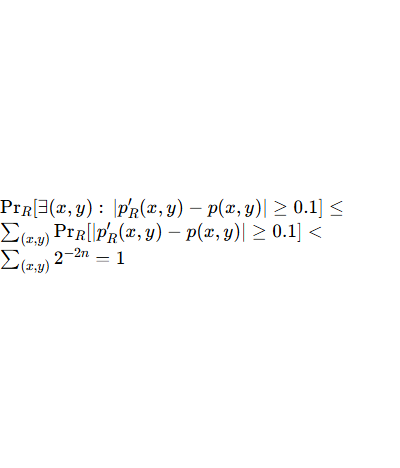 Pr_R[∃(x, y) : |p′_R(x, y) − p(x, y)| ≥ 0.1] ≤
∑_(x,y) Pr_R[|p′_R(x, y) − p(x, y)| ≥ 0.1] <
∑_(x,y) 2^{−2n} = 1